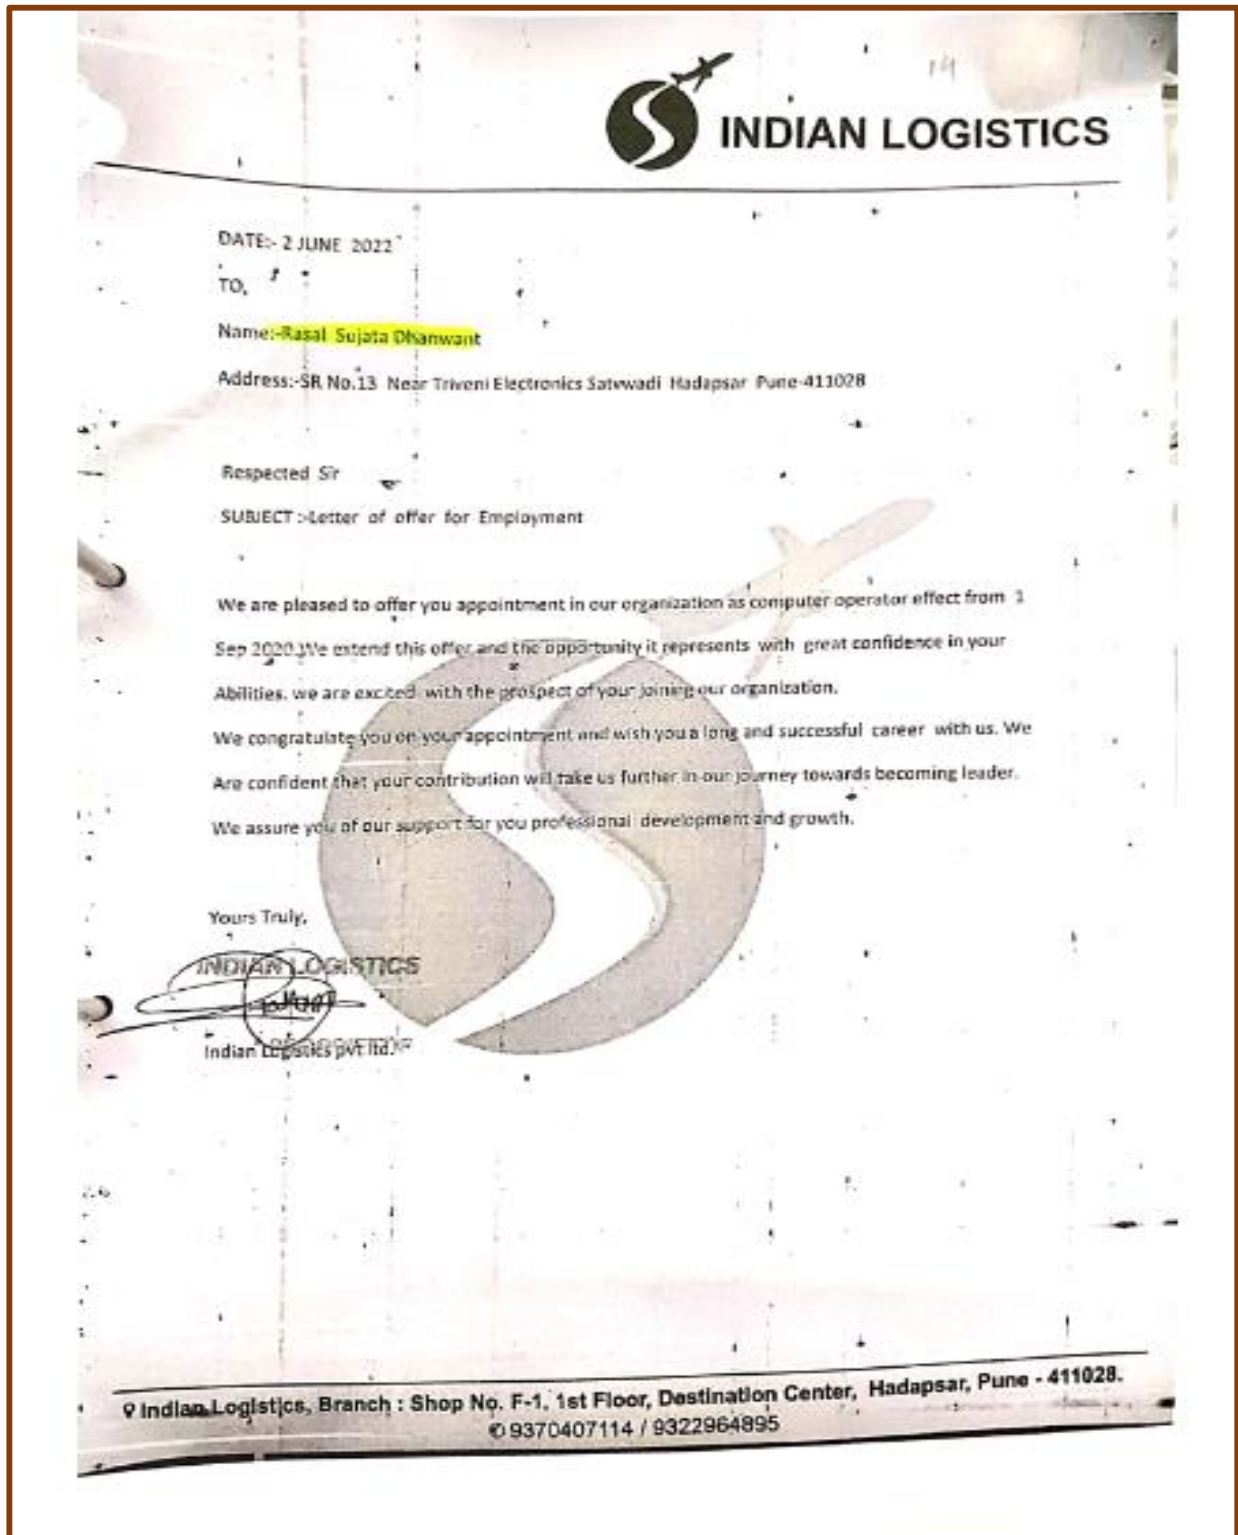 14
INDIAN LOGISTICS
DATE:- 2 JUNE 2022
TO,
Name:-Rasal Sujata Dhanwant
Address:-SR No.13 Near Triveni Electronics Satvwadi Hadapsar Pune-411028
Respected Sir
SUBJECT :-Letter of offer for Employment
We are pleased to offer you appointment in our organization as computer operator effect from 1
Sep 2020.We extend this offer and the opportunity it represents with great confidence in your
Abilities. we are excited with the prospect of your joining our organization.
We congratulate you on your appointment and wish you a long and successful career with us. We
Are confident that your contribution will take us further in our journey towards becoming leader.
We assure you of our support for you professional development and growth.
Yours Truly,
INDIAN LOGISTICS
Indian Logistics pvt ltd.
Indian Logistics, Branch : Shop No. F-1, 1st Floor, Destination Center, Hadapsar, Pune - 411028.
✆ 9370407114 / 9322964895